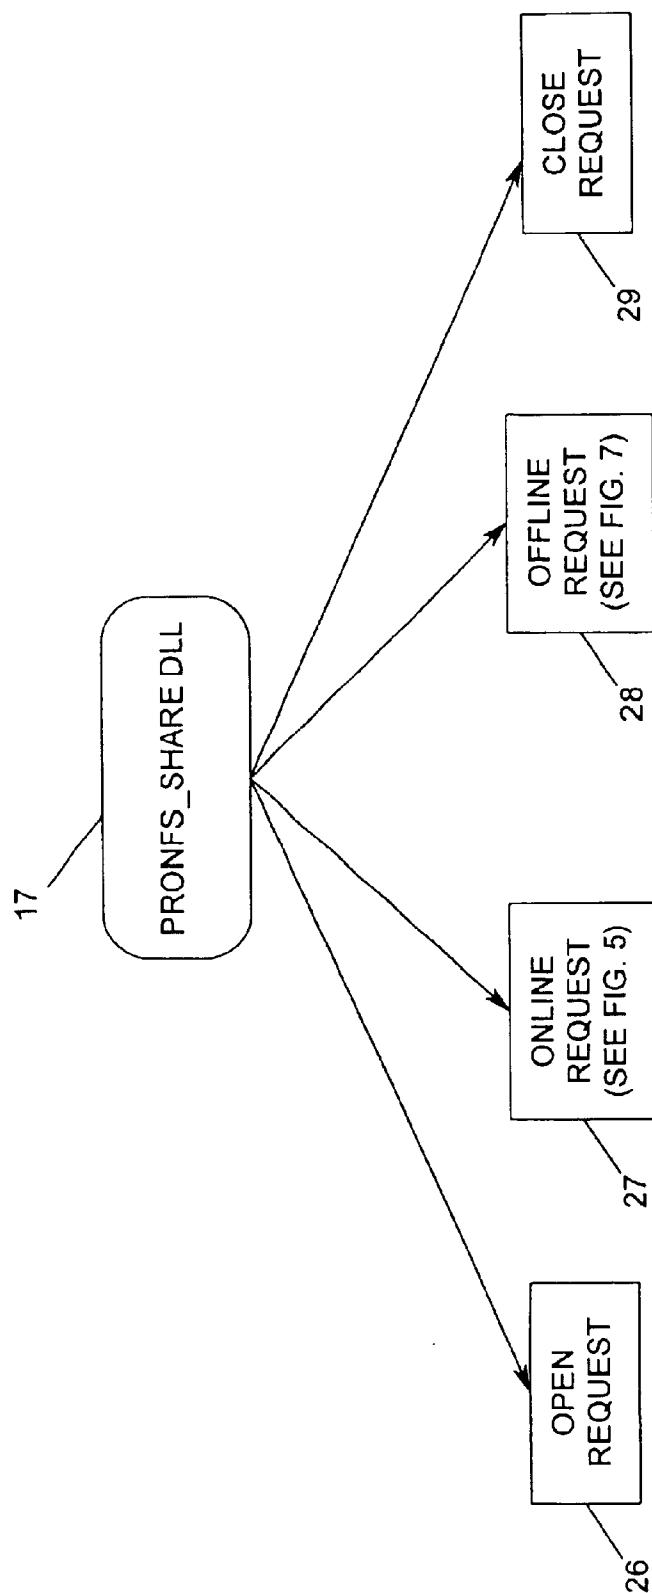 17
PRONFS_SHARE DLL
OPEN
REQUEST
26
ONLINE
REQUEST
(SEE FIG. 5)
27
OFFLINE
REQUEST
(SEE FIG. 7)
28
CLOSE
REQUEST
29